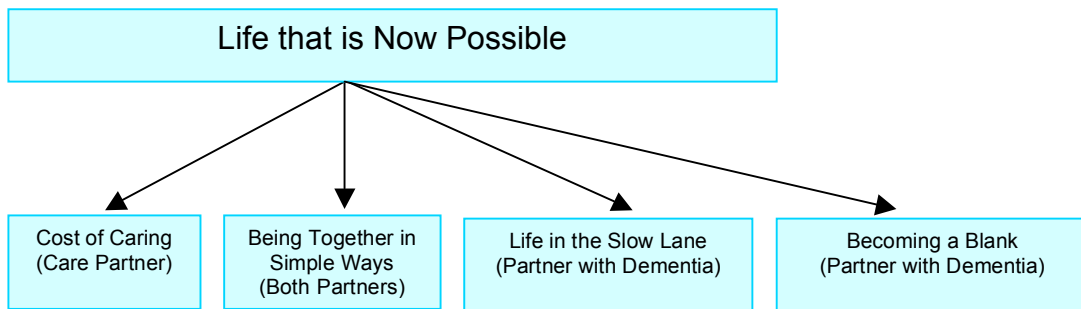 Life that is Now Possible
Cost of Caring
(Care Partner)
Being Together in
Simple Ways
(Both Partners)
Life in the Slow Lane
(Partner with Dementia)
Becoming a Blank
(Partner with Dementia)